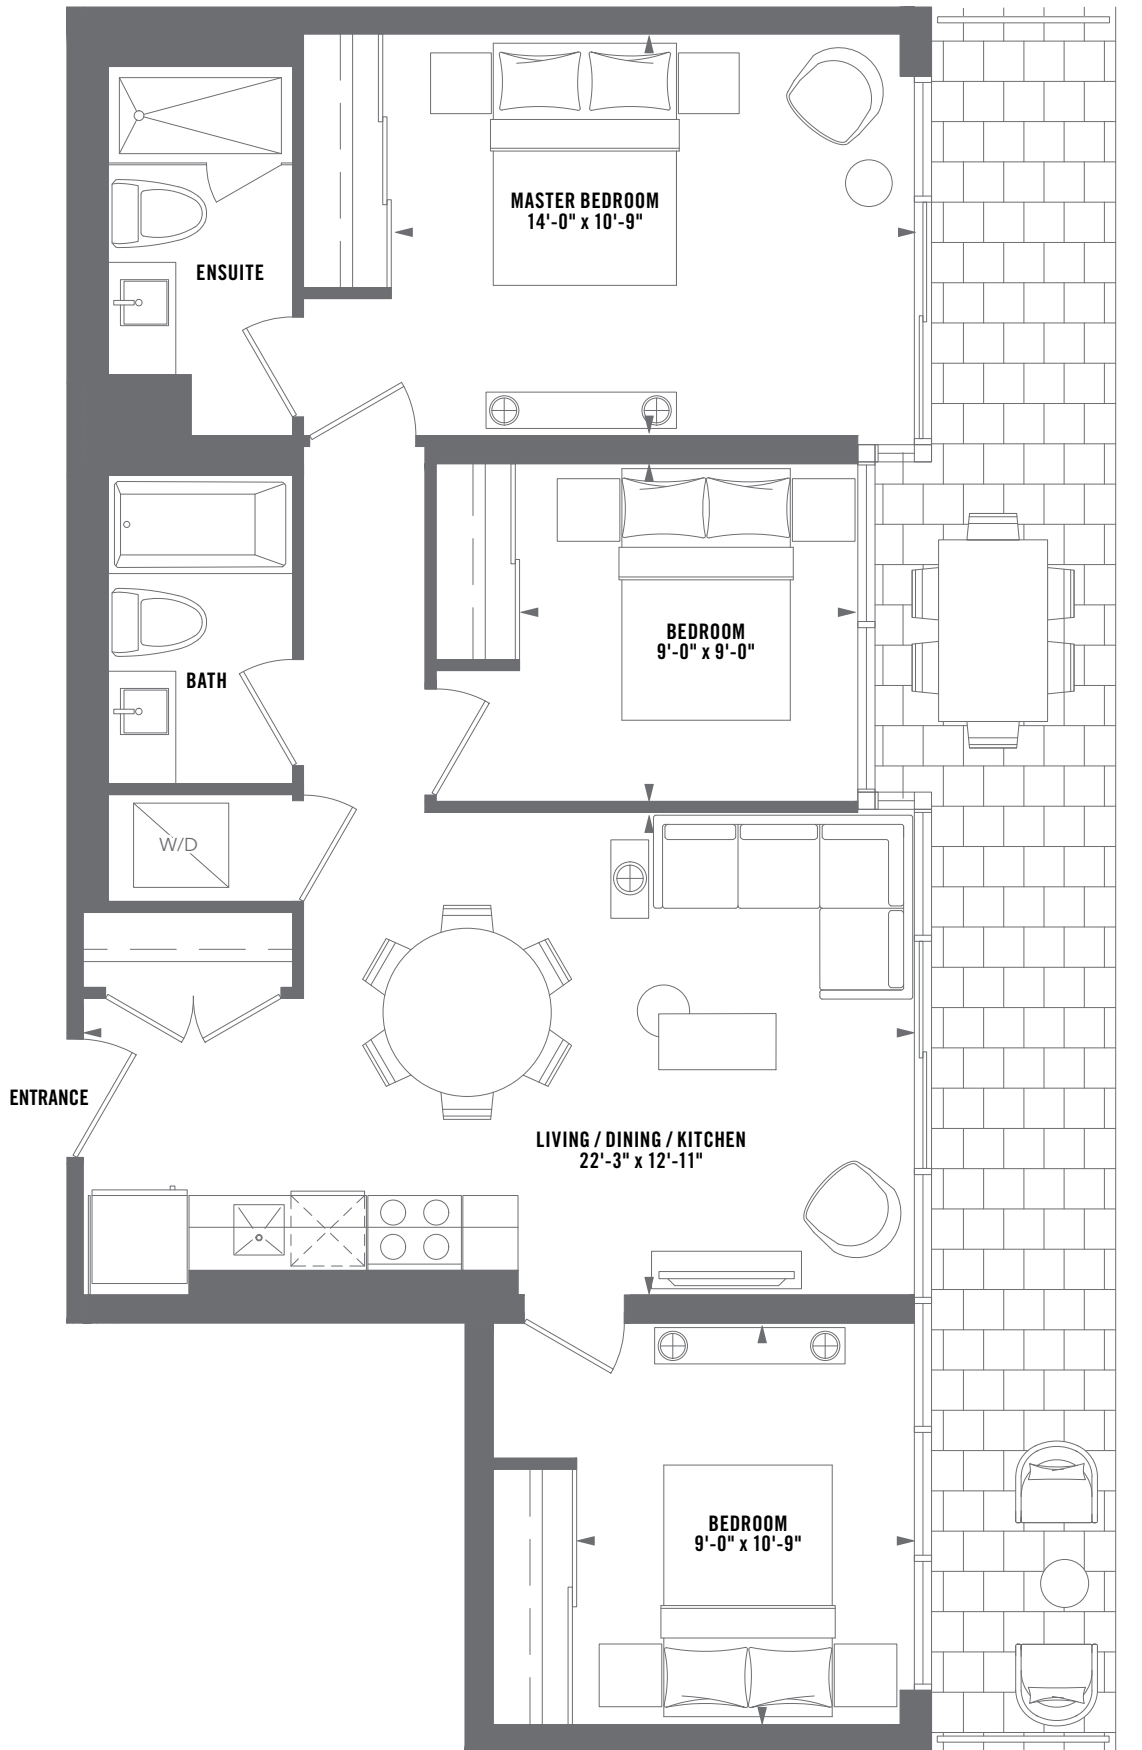 MASTER BEDROOM
14'-0" x 10'-9"
ENSUITE
BEDROOM
9'-0" x 9'-0"
BATH
W/D
ENTRANCE
LIVING / DINING / KITCHEN
22'-3" x 12'-11"
BEDROOM
9'-0" x 10'-9"